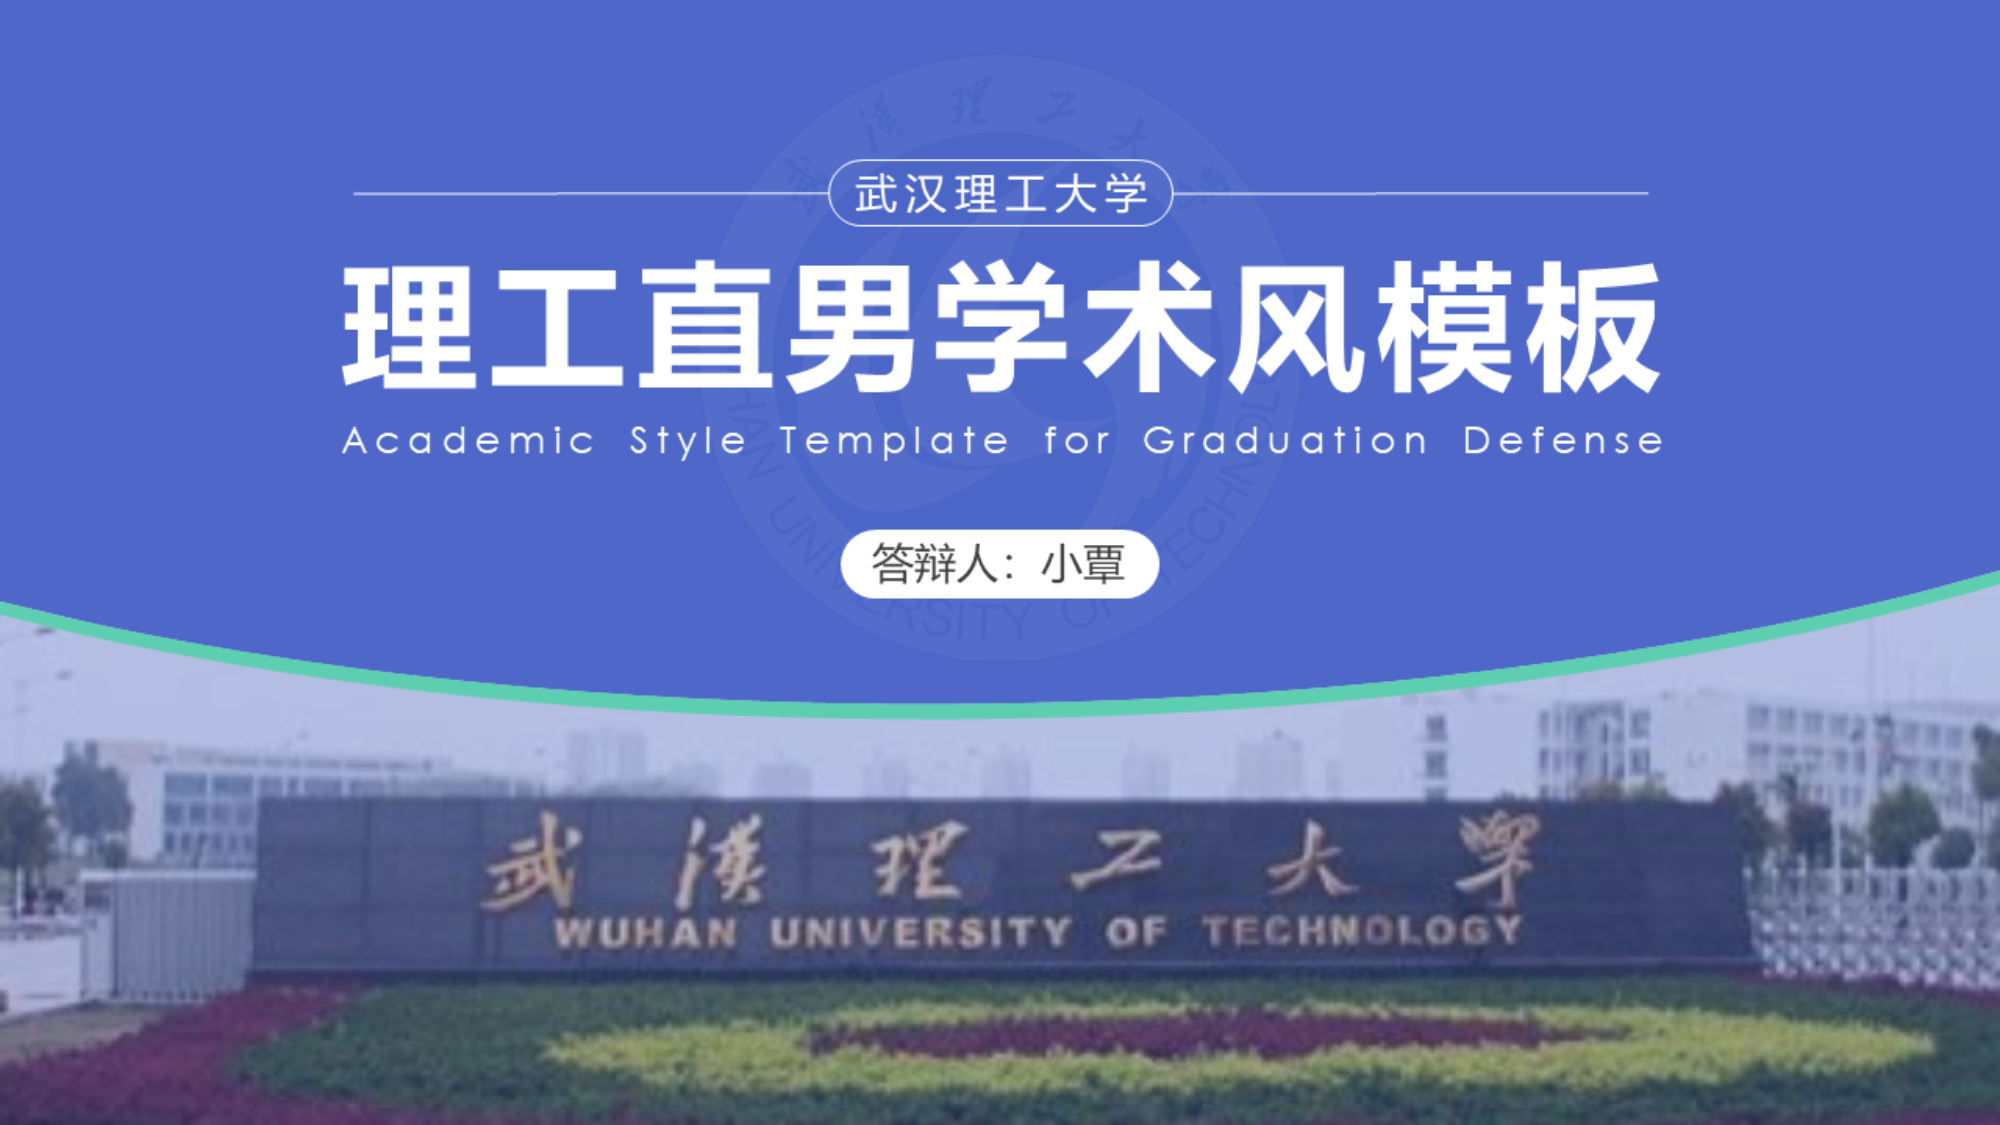 武汉理工大学
理工直男学术风模板
Academic Style Template for Graduation Defense
答辩人：小覃
武漢理工大學
WUHAN UNIVERSITY OF TECHNOLOGY